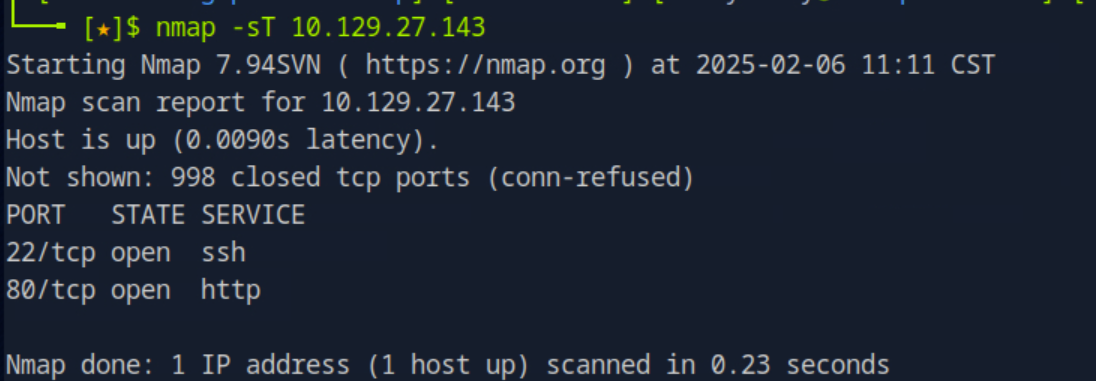 [★]$ nmap -sT 10.129.27.143
Starting Nmap 7.94SVN ( https://nmap.org ) at 2025-02-06 11:11 CST
Nmap scan report for 10.129.27.143
Host is up (0.0090s latency).
Not shown: 998 closed tcp ports (conn-refused)
PORT   STATE SERVICE
22/tcp open  ssh
80/tcp open  http
Nmap done: 1 IP address (1 host up) scanned in 0.23 seconds